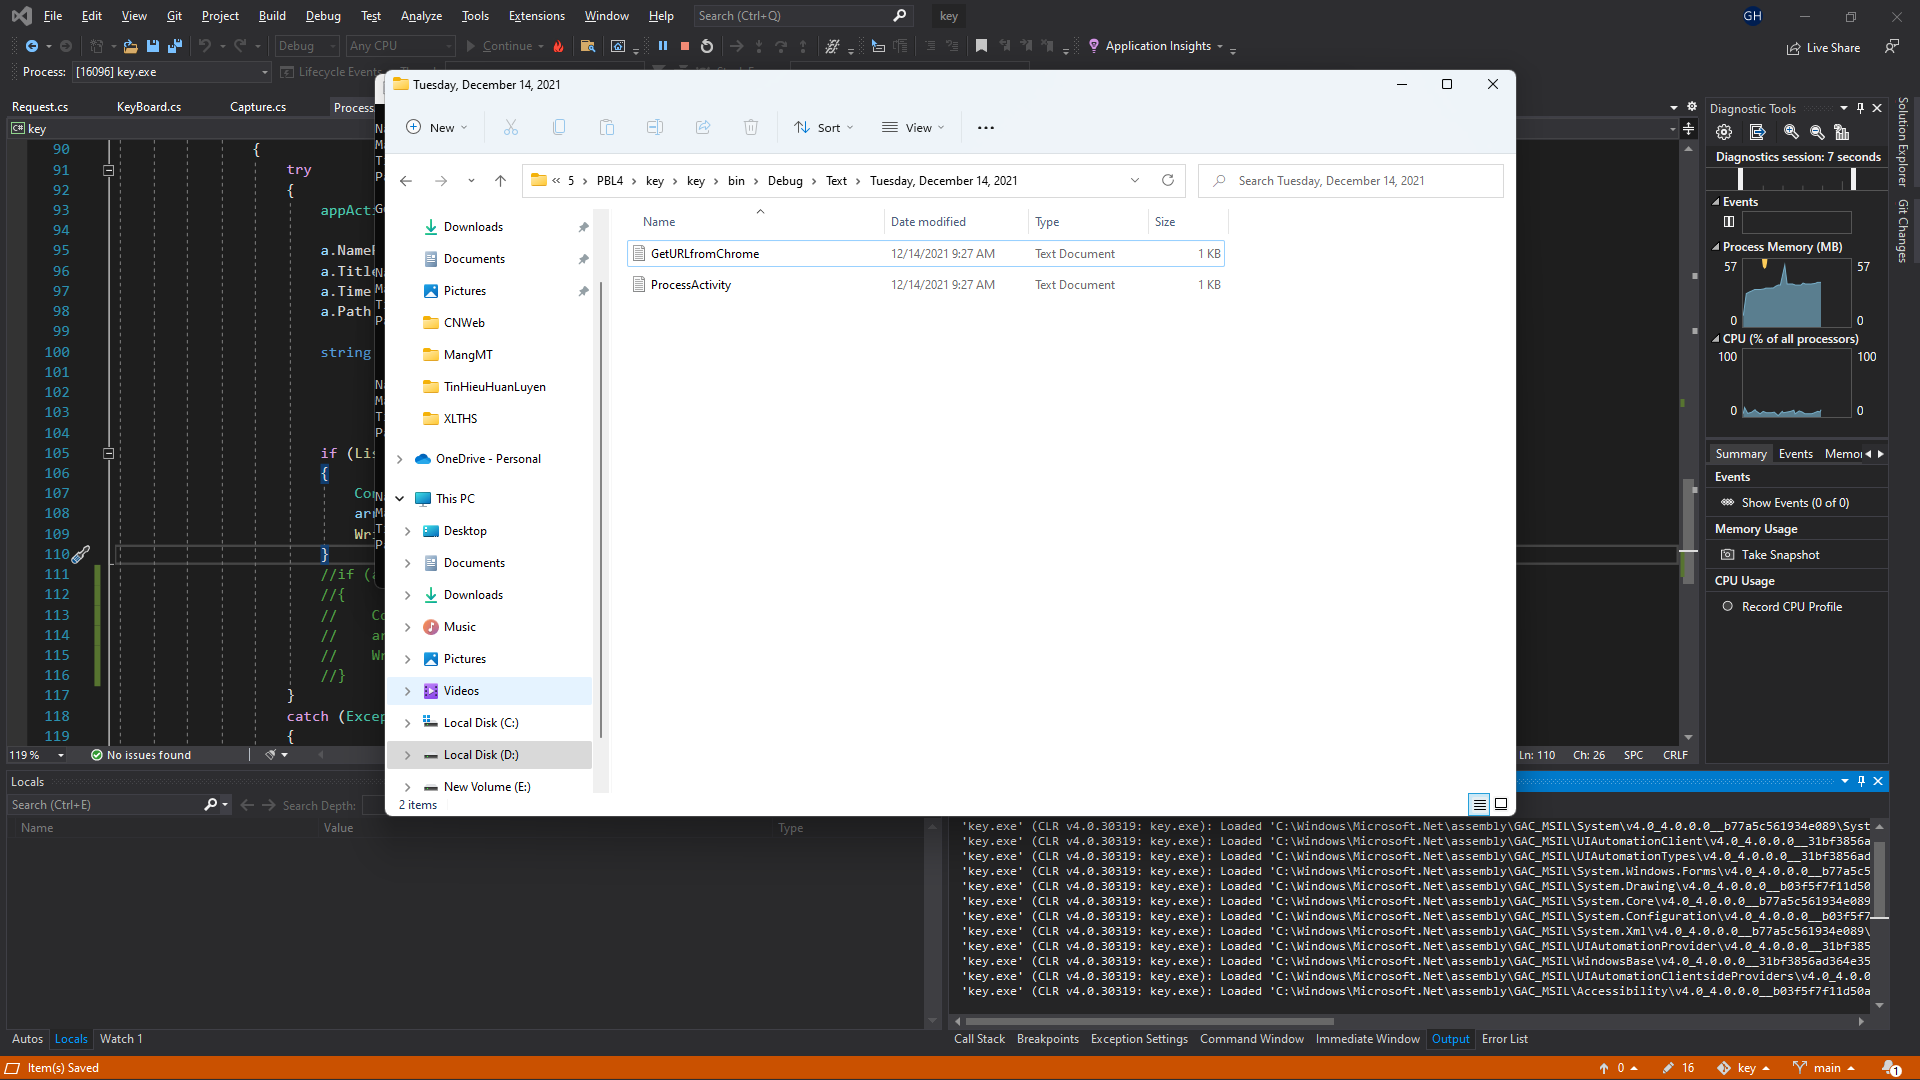 File Edit View Git Project Build Debug Test Analyze Tools Extensions Window Help Search (Ctrl+Q) key GH
Debug Any CPU Continue Application Insights Live Share
Process: [16096] key.exe Lifecycle Events
Request.cs KeyBoard.cs Capture.cs Process
key
90 {
91 try
92 {
93 appActi
94
95 a.NameP
96 a.Title
97 a.Time
98 a.Path
99
100 string
101
102
103
104
105 if (Lis
106 {
107 Con
108 arr
109 Wri
110 }
111 //if (a
112 //{
113 // Co
114 // ar
115 // Wr
116 //}
117 }
118 catch (Excep
119 {
119 % No issues found Ln: 110 Ch: 26 SPC CRLF
Tuesday, December 14, 2021
New Sort View
« 5 PBL4 key key bin Debug Text Tuesday, December 14, 2021
Search Tuesday, December 14, 2021
Downloads
Documents
Pictures
CNWeb
MangMT
TinHieuHuanLuyen
XLTHS
OneDrive - Personal
This PC
Desktop
Documents
Downloads
Music
Pictures
Videos
Local Disk (C:)
Local Disk (D:)
New Volume (E:)
2 items
Name Date modified Type Size
GetURLfromChrome 12/14/2021 9:27 AM Text Document 1 KB
ProcessActivity 12/14/2021 9:27 AM Text Document 1 KB
Diagnostic Tools
Diagnostics session: 7 seconds
Events
Process Memory (MB)
57 57
0 0
CPU (% of all processors)
100 100
0 0
Summary Events Memor
Events
Show Events (0 of 0)
Memory Usage
Take Snapshot
CPU Usage
Record CPU Profile
Solution Explorer
Git Changes
Locals
Search (Ctrl+E) Search Depth:
Name Value Type
Autos Locals Watch 1
'key.exe' (CLR v4.0.30319: key.exe): Loaded 'C:\Windows\Microsoft.Net\assembly\GAC_MSIL\System\v4.0_4.0.0.0__b77a5c561934e089\Syst
'key.exe' (CLR v4.0.30319: key.exe): Loaded 'C:\Windows\Microsoft.Net\assembly\GAC_MSIL\UIAutomationClient\v4.0_4.0.0.0__31bf3856a
'key.exe' (CLR v4.0.30319: key.exe): Loaded 'C:\Windows\Microsoft.Net\assembly\GAC_MSIL\UIAutomationTypes\v4.0_4.0.0.0__31bf3856ad
'key.exe' (CLR v4.0.30319: key.exe): Loaded 'C:\Windows\Microsoft.Net\assembly\GAC_MSIL\System.Windows.Forms\v4.0_4.0.0.0__b77a5c5
'key.exe' (CLR v4.0.30319: key.exe): Loaded 'C:\Windows\Microsoft.Net\assembly\GAC_MSIL\System.Drawing\v4.0_4.0.0.0__b03f5f7f11d50
'key.exe' (CLR v4.0.30319: key.exe): Loaded 'C:\Windows\Microsoft.Net\assembly\GAC_MSIL\System.Core\v4.0_4.0.0.0__b77a5c561934e089
'key.exe' (CLR v4.0.30319: key.exe): Loaded 'C:\Windows\Microsoft.Net\assembly\GAC_MSIL\System.Configuration\v4.0_4.0.0.0__b03f5f7
'key.exe' (CLR v4.0.30319: key.exe): Loaded 'C:\Windows\Microsoft.Net\assembly\GAC_MSIL\System.Xml\v4.0_4.0.0.0__b77a5c561934e089\
'key.exe' (CLR v4.0.30319: key.exe): Loaded 'C:\Windows\Microsoft.Net\assembly\GAC_MSIL\UIAutomationProvider\v4.0_4.0.0.0__31bf385
'key.exe' (CLR v4.0.30319: key.exe): Loaded 'C:\Windows\Microsoft.Net\assembly\GAC_MSIL\WindowsBase\v4.0_4.0.0.0__31bf3856ad364e35
'key.exe' (CLR v4.0.30319: key.exe): Loaded 'C:\Windows\Microsoft.Net\assembly\GAC_MSIL\UIAutomationClientsideProviders\v4.0_4.0.0
'key.exe' (CLR v4.0.30319: key.exe): Loaded 'C:\Windows\Microsoft.Net\assembly\GAC_MSIL\Accessibility\v4.0_4.0.0.0__b03f5f7f11d50a
Call Stack Breakpoints Exception Settings Command Window Immediate Window Output Error List
Item(s) Saved 0 16 key main 1